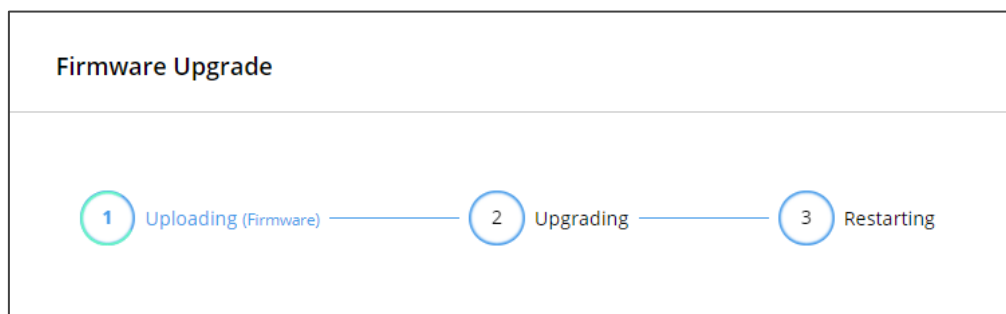 Firmware Upgrade
1 Uploading (Firmware) 2 Upgrading 3 Restarting